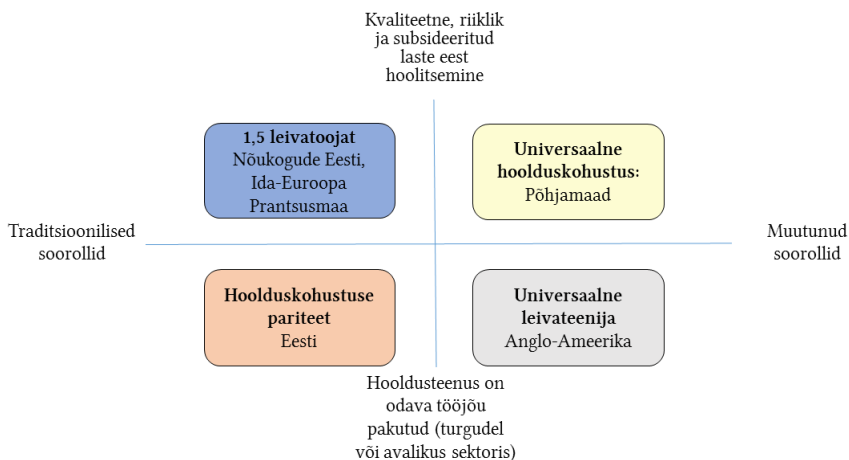 Kvaliteetne, riiklik
ja subsideeritud
laste eest
hoolitsemine
1,5 leivatoojat
Nõukogude Eesti,
Ida-Euroopa
Prantsusmaa
Universaalne
hoolduskohustus:
Põhjamaad
Traditsioonilised
soorollid
Muutunud
soorollid
Hoolduskohustuse
pariteet
Eesti
Universaalne
leivateenija
Anglo-Ameerika
Hooldusteenus on
odava tööjõu
pakutud (turgudel
või avalikus sektoris)